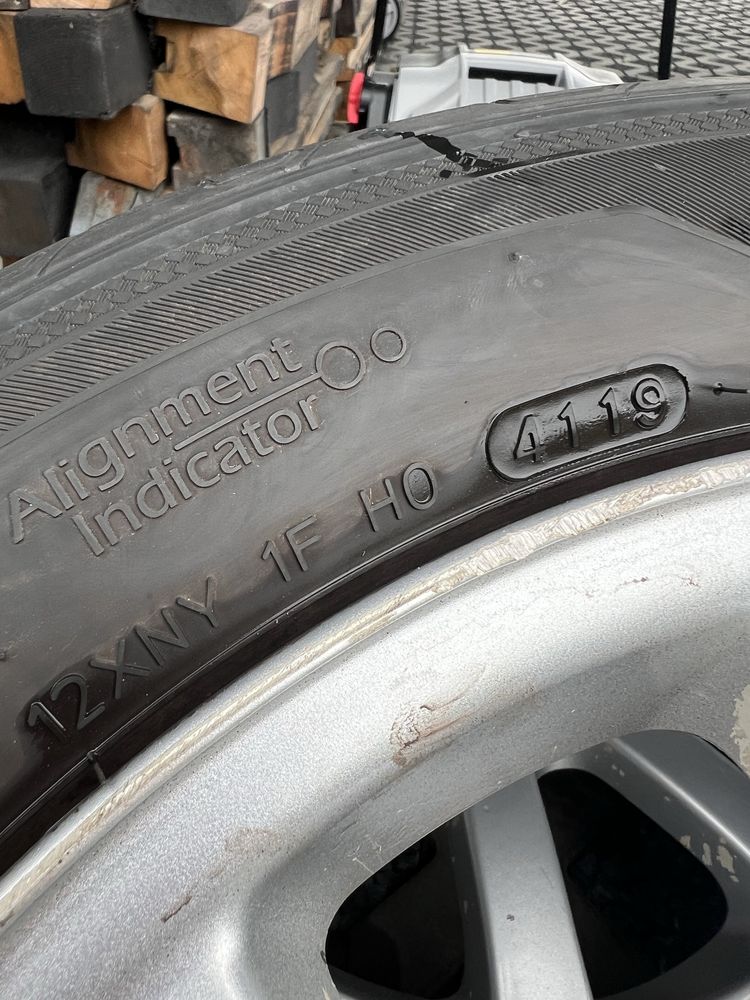 Alignment
Indicator
4119
12XNY 1F H0